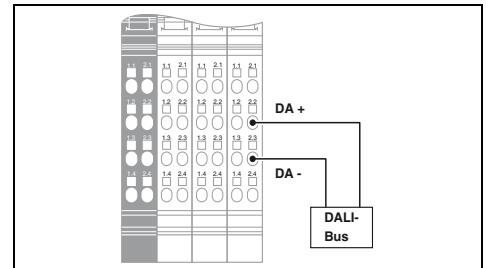 1.1 2.1 1.1 2.1 1.1 2.1 1.1 2.1
1.2 2.2 1.2 2.2 1.2 2.2 1.2 2.2
DA +
1.3 2.3 1.3 2.3 1.3 2.3 1.3 2.3
DA -
1.4 2.4 1.4 2.4 1.4 2.4 1.4 2.4
DALI-
Bus